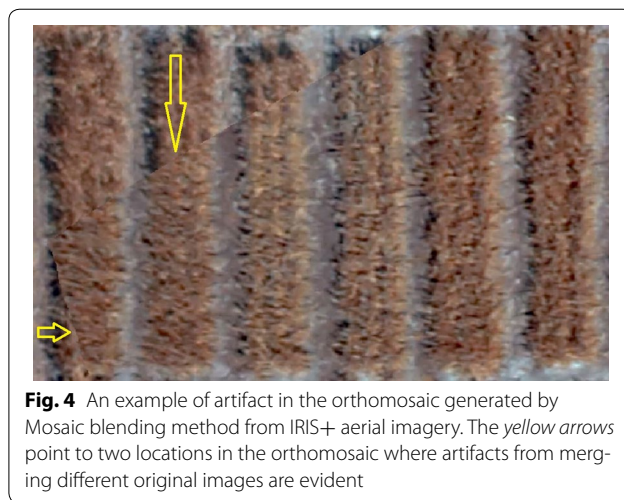 Fig. 4 An example of artifact in the orthomosaic generated by
Mosaic blending method from IRIS+ aerial imagery. The yellow arrows
point to two locations in the orthomosaic where artifacts from merg-
ing different original images are evident